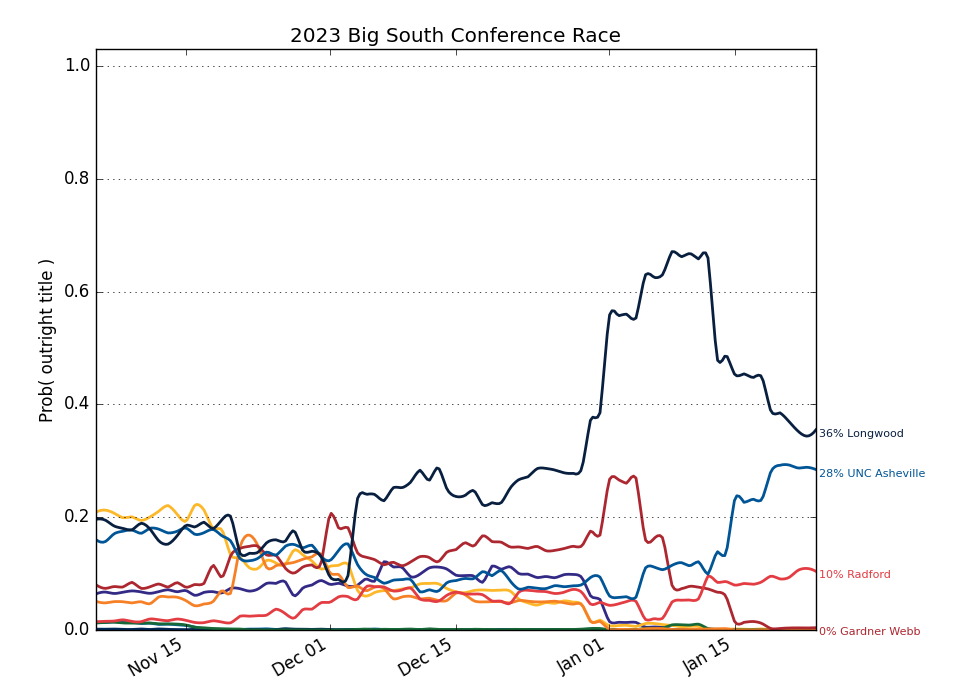 2023 Big South Conference Race
1.0
0.8
0.6
0.4
0.2
0.0
Prob( outright title )
36% Longwood
28% UNC Asheville
10% Radford
0% Gardner Webb
Nov 15
Dec 01
Dec 15
Jan 01
Jan 15